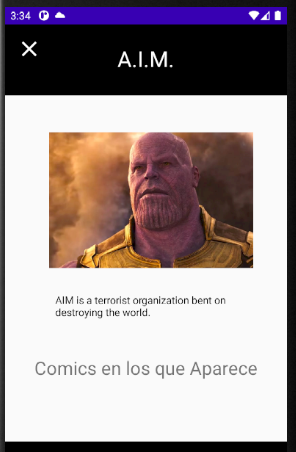 3:34
A.I.M.
AIM is a terrorist organization bent on
destroying the world.
Comics en los que Aparece